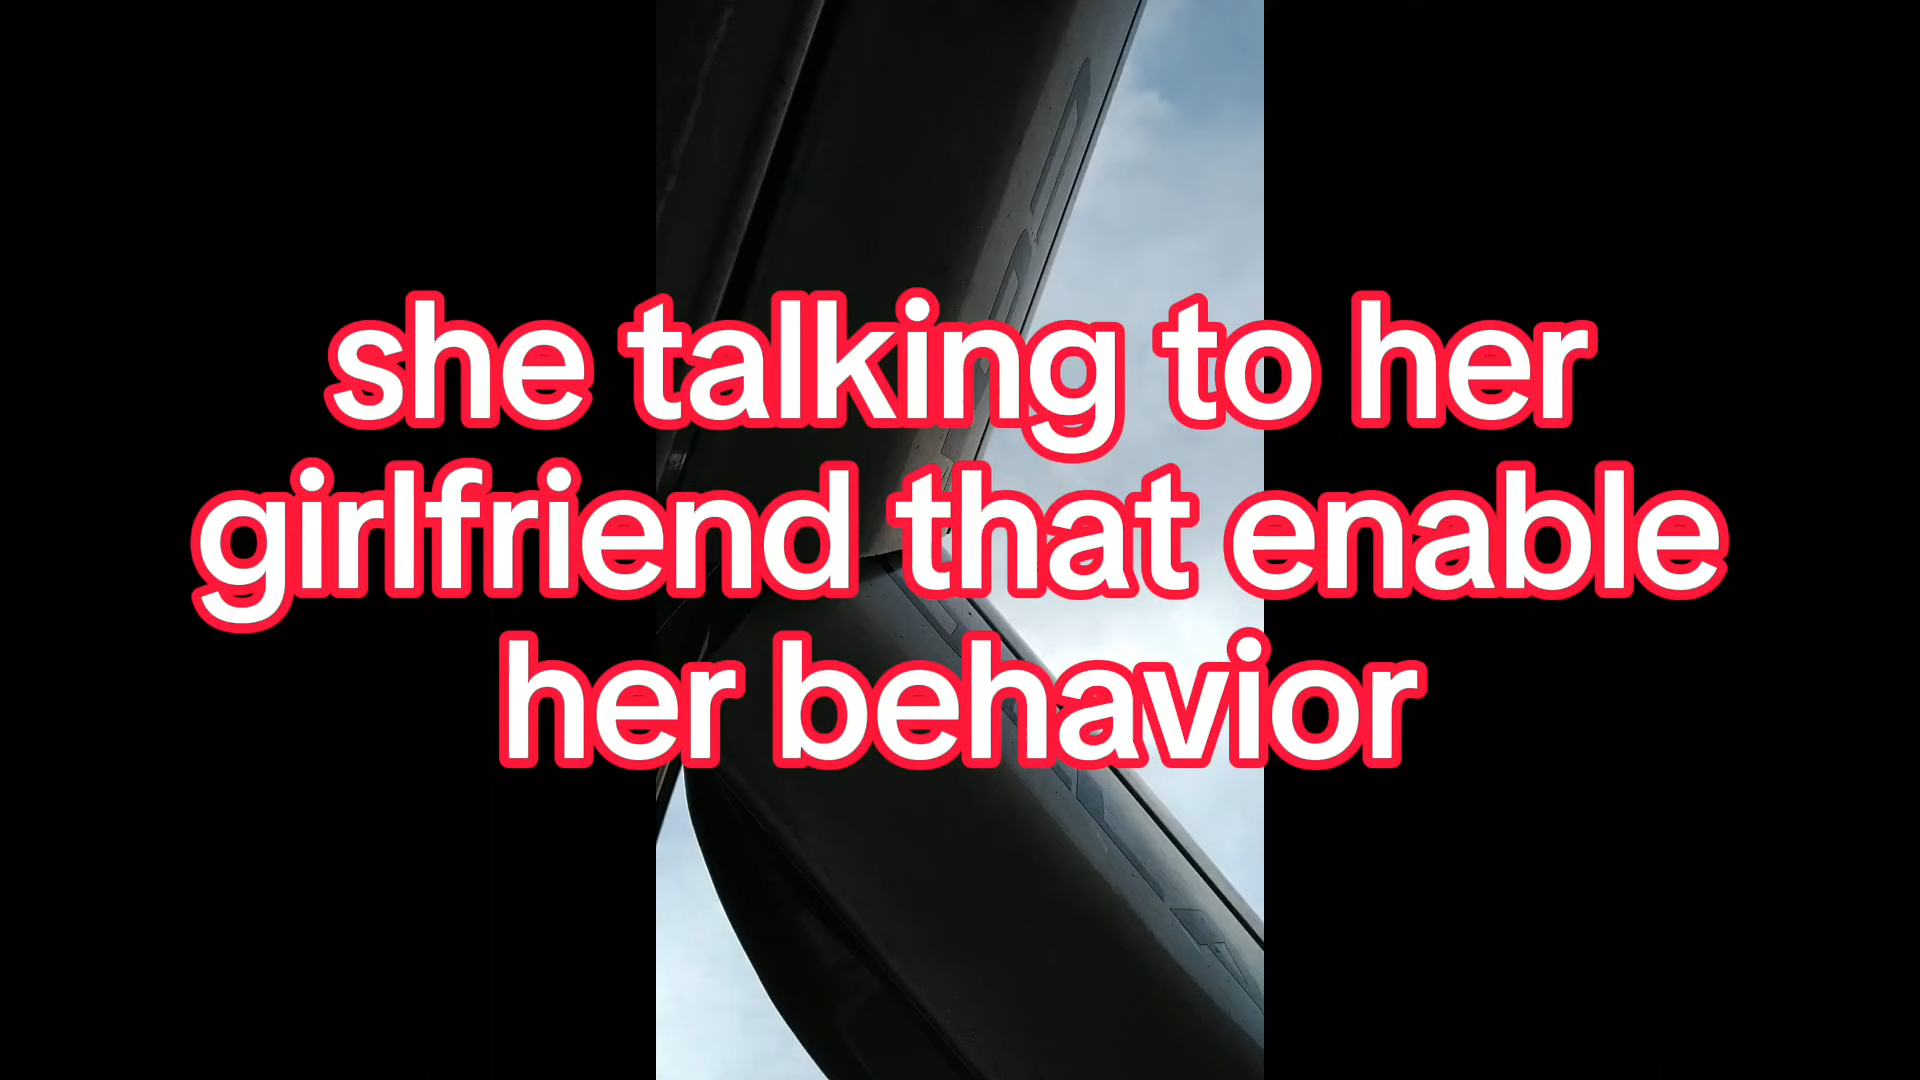 she talking to her
girlfriend that enable
her behavior